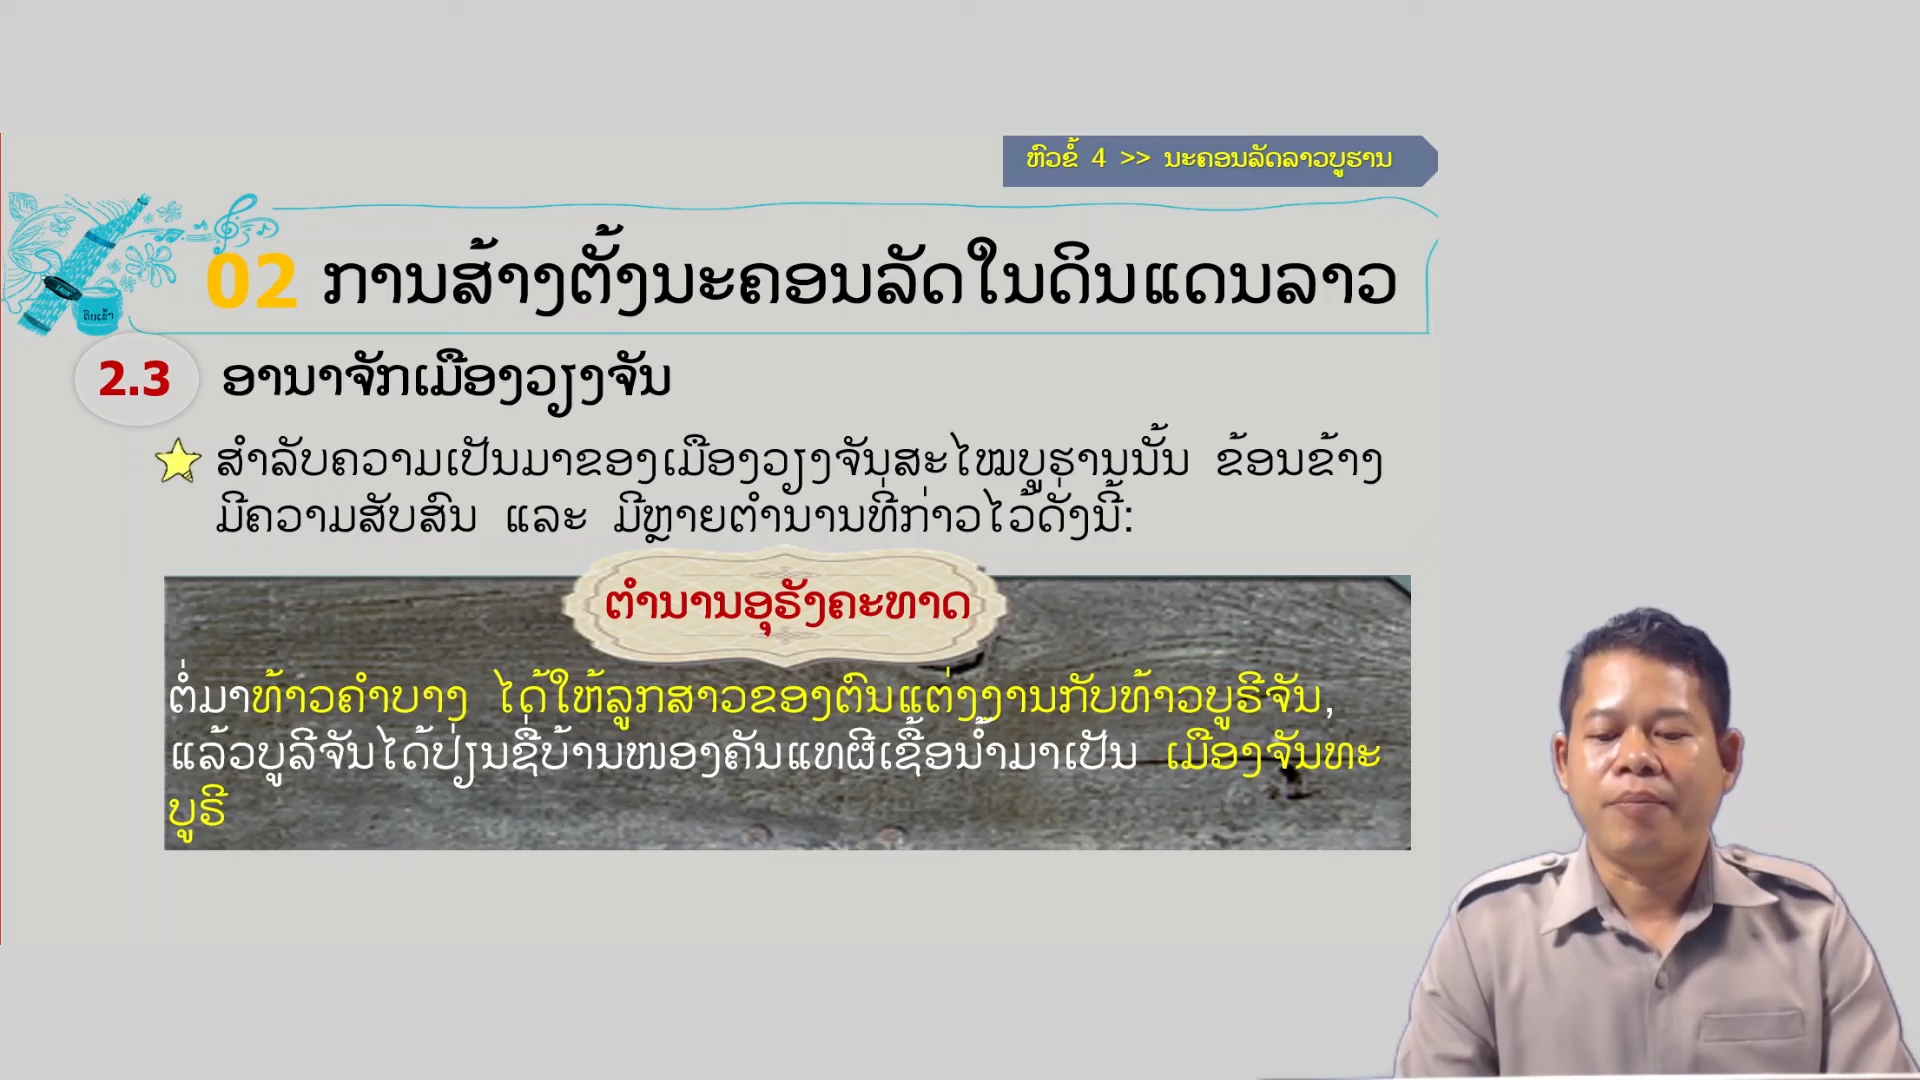 ຫົວຂໍ້ 4 >> ນະຄອນລັດລາວບູຮານ
02 ການສ້າງຕັ້ງນະຄອນລັດໃນດິນແດນລາວ
2.3 ອານາຈັກເມືອງວຽງຈັນ
ສຳລັບຄວາມເປັນມາຂອງເມືອງວຽງຈັນສະໄໝບູຮານນັ້ນ ຂ້ອນຂ້າງ
ມີຄວາມສັບສົນ ແລະ ມີຫຼາຍຕຳນານທີ່ກ່າວໄວ້ດັ່ງນີ້:
ຕຳນານອຸຣັງຄະທາດ
ຕໍ່ມາທ້າວຄຳບາງ ໄດ້ໃຫ້ລູກສາວຂອງຕົນແຕ່ງງານກັບທ້າວບູຣີຈັນ,
ແລ້ວບູລີຈັນໄດ້ປ່ຽນຊື່ບ້ານໜອງຄັນແທຜີເຊື້ອນ້ຳມາເປັນ ເມືອງຈັນທະ
ບູຣີ